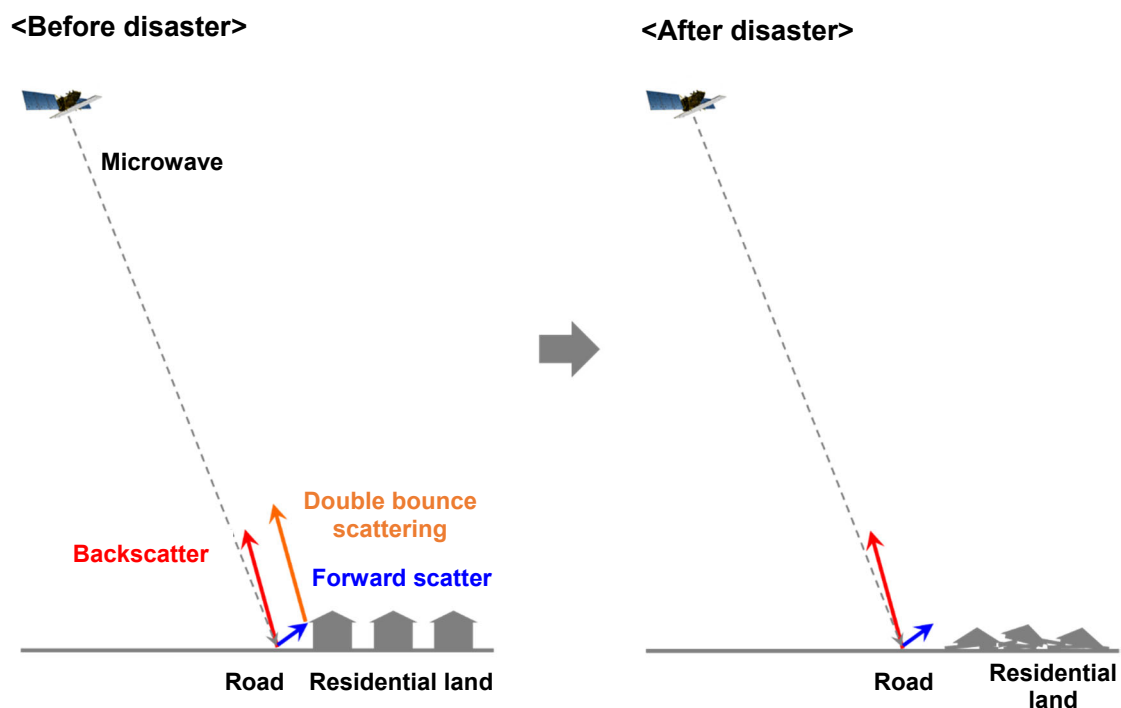 <Before disaster>
<After disaster>
Microwave
Double bounce
scattering
Backscatter
Forward scatter
Road
Residential land
Road
Residential
land